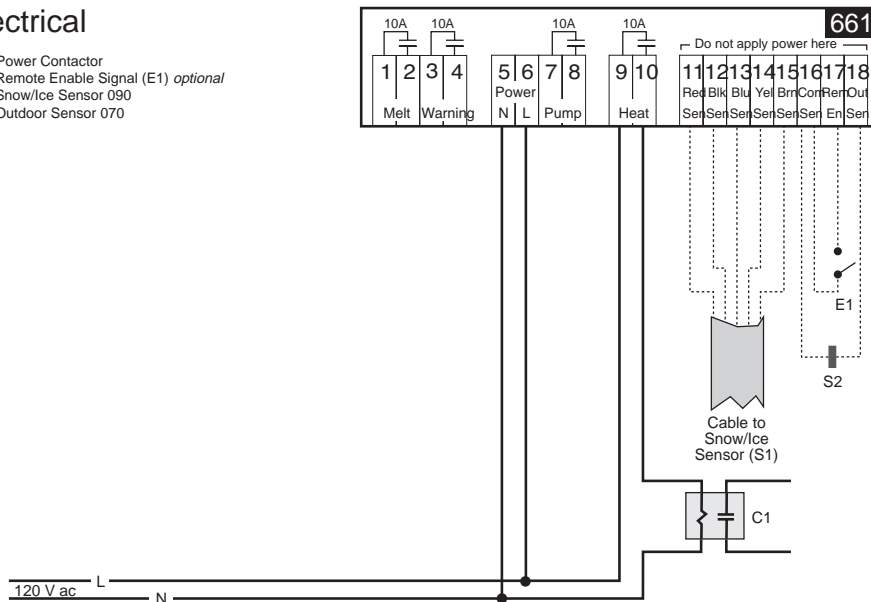 ectrical
Power Contactor
Remote Enable Signal (E1) optional
Snow/Ice Sensor 090
Outdoor Sensor 070
661
10A 10A 10A 10A
Do not apply power here
1 2 3 4 5 6 7 8 9 10 11 12 13 14 15 16 17 18
Power Red Blk Blu Yel Brn Com Rem Out
Melt Warning N L Pump Heat Sen Sen Sen Sen Sen Sen En Sen
E1
S2
Cable to
Snow/Ice
Sensor (S1)
C1
L
120 V ac
N